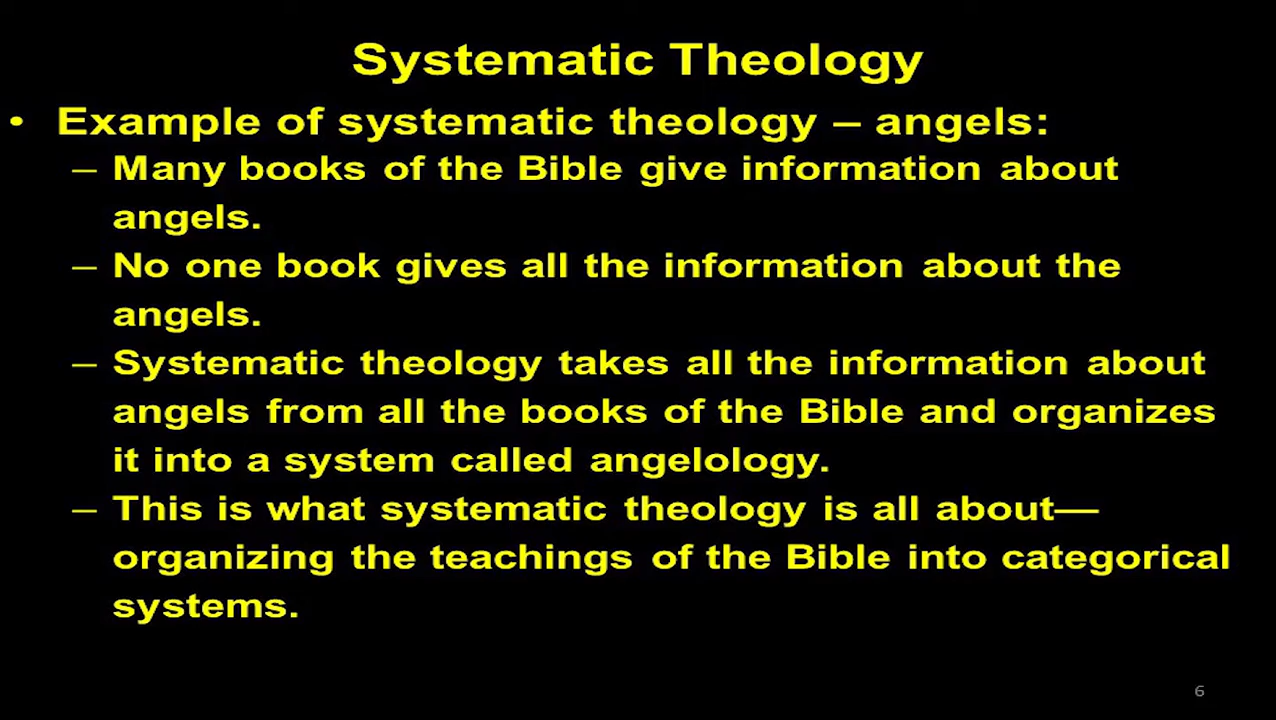 Systematic Theology
• Example of systematic theology – angels:
– Many books of the Bible give information about
angels.
– No one book gives all the information about the
angels.
– Systematic theology takes all the information about
angels from all the books of the Bible and organizes
it into a system called angelology.
– This is what systematic theology is all about—
organizing the teachings of the Bible into categorical
systems.
6